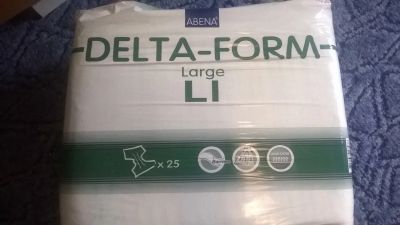 ABENA
DELTA-FORM
Large
L1
x 25